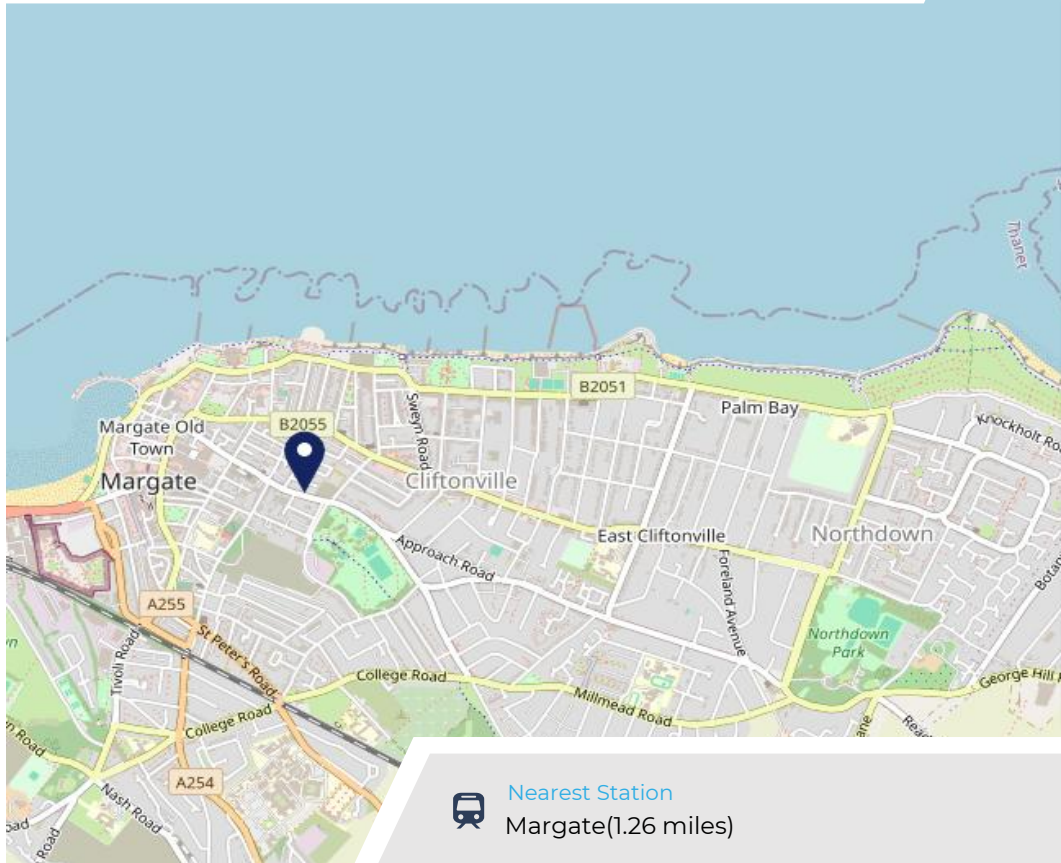 Thanet
B2051
Palm Bay
Knockholt
Sweyn Road
B2055
Margate Old
Town
Margate
Cliftonville
East Cliftonville
Northdown
Approach Road
Foreland Avenue
A255
St Peter's Road
Tivoli Road
Northdown
Park
College Road
Millmead Road
George Hill
College Road
Road
A254
Nash Road
Road
Nearest Station
Margate(1.26 miles)